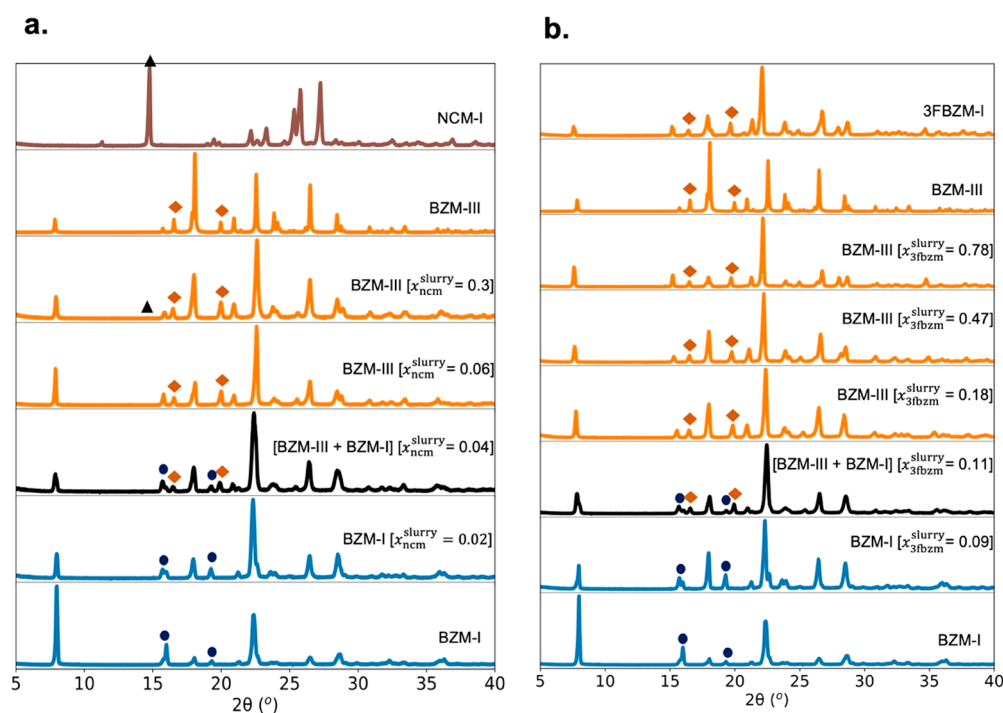 a.
NCM-I
BZM-III
BZM-III [x_ncm^slurry = 0.3]
BZM-III [x_ncm^slurry = 0.06]
[BZM-III + BZM-I] [x_ncm^slurry = 0.04]
BZM-I [x_ncm^slurry = 0.02]
BZM-I
5 10 15 20 25 30 35 40
2θ (°)
b.
3FBZM-I
BZM-III
BZM-III [x_3fbzm^slurry = 0.78]
BZM-III [x_3fbzm^slurry = 0.47]
BZM-III [x_3fbzm^slurry = 0.18]
[BZM-III + BZM-I] [x_3fbzm^slurry = 0.11]
BZM-I [x_3fbzm^slurry = 0.09]
BZM-I
5 10 15 20 25 30 35 40
2θ (°)